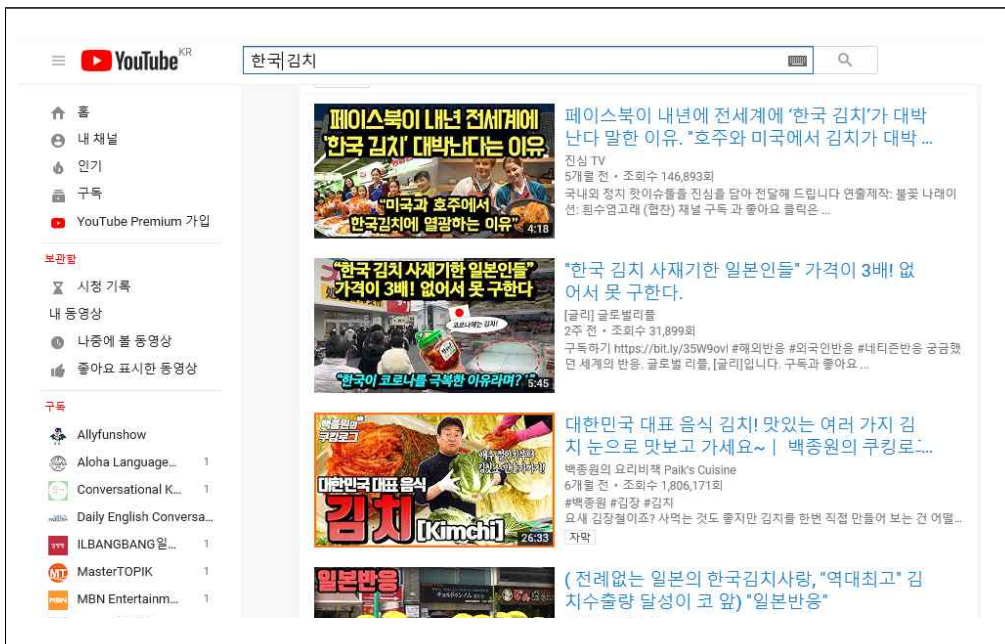 YouTube KR
한국김치
홈
내 채널
인기
구독
YouTube Premium 가입
보관함
시청 기록
내 동영상
나중에 볼 동영상
좋아요 표시한 동영상
구독
Allyfunshow
Aloha Language... 1
Conversational K... 1
Daily English Conversa...
ILBANGBANG일... 1
MasterTOPIK 1
MBN Entertainm... 1
페이스북이 내년 전세계에
'한국 김치' 대박난다는 이유.
"미국과 호주에서
한국김치에 열광하는 이유"
4:18
페이스북이 내년에 전세계에 '한국 김치'가 대박
난다 말한 이유. "호주와 미국에서 김치가 대박 ...
진심 TV
5개월 전 • 조회수 146,893회
국내외 정치 핫이슈들을 진심을 담아 전달해 드립니다 연출제작: 불꽃 나래이
션: 흰수염고래 (협찬) 채널 구독 과 좋아요 클릭은 ...
"한국 김치 사재기한 일본인들"
가격이 3배! 없어서 못 구한다
코로나에는 김치!
"한국이 코로나를 극복한 이유라며?"
5:45
"한국 김치 사재기한 일본인들" 가격이 3배! 없
어서 못 구한다.
[글리] 글로벌리플
2주 전 • 조회수 31,899회
구독하기 https://bit.ly/35W9ovl #해외반응 #외국인반응 #네티즌반응 궁금했
던 세계의 반응. 글로벌 리플, [글리]입니다. 구독과 좋아요 ...
백종원의
쿠킹로그
대한민국 대표 음식
김치 [Kimchi]
26:33
대한민국 대표 음식 김치! 맛있는 여러 가지 김
치 눈으로 맛보고 가세요~ | 백종원의 쿠킹로그...
백종원의 요리비책 Paik's Cuisine
6개월 전 • 조회수 1,806,171회
#백종원 #김장 #김치
요새 김장철이죠? 사먹는 것도 좋지만 김치를 한번 직접 만들어 보는 건 어떨...
자막
일본반응
( 전례없는 일본의 한국김치사랑, "역대최고" 김
치수출량 달성이 코 앞) "일본반응"